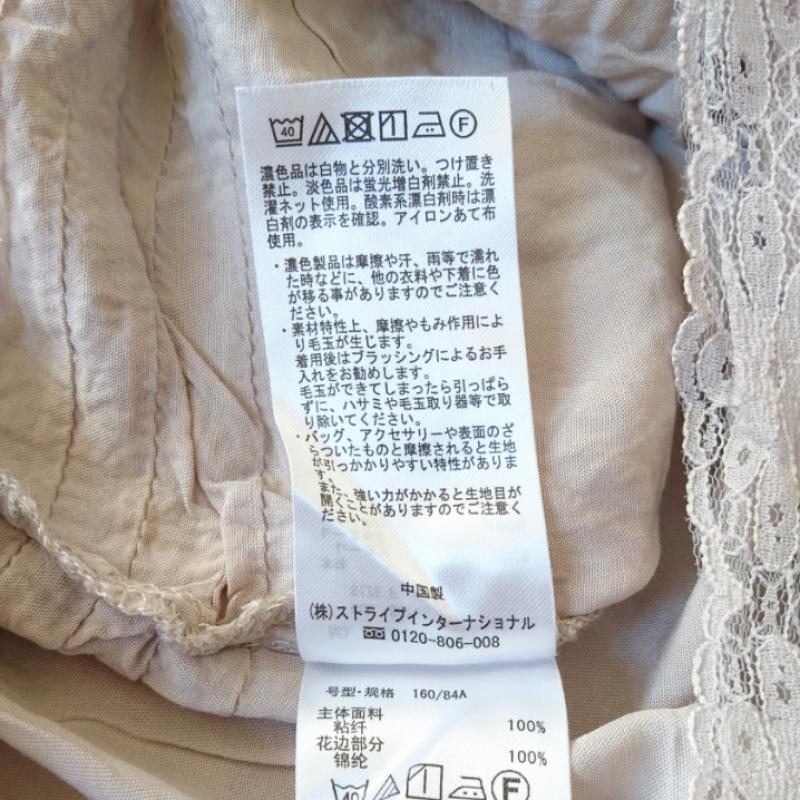 40 F
濃色品は白物と分別洗い。つけ置き
禁止。淡色品は蛍光増白剤禁止。洗
濯ネット使用。酸素系漂白剤時は漂
白剤の表示を確認。アイロンあて布
使用。
・濃色製品は摩擦や汗、雨等で濡れ
た時などに、他の衣料や下着に色
が移る事がありますのでご注意く
ださい。
・素材特性上、摩擦やもみ作用によ
り毛玉が生じます。
着用後はブラッシングによるお手
入れをお勧めします。
毛玉ができてしまったら引っぱら
ずに、ハサミや毛玉取り器等で取
り除いてください。
・バッグ、アクセサリーや表面のざ
らついたものと摩擦されると生地
が引っかかりやすい特性がありま
す。
また、強い力がかかると生地目が
開くことがありますのでご注意く
ださい。
中国製
(株)ストライプインターナショナル
0120-806-008
号型・规格 160/84A
主体面料
粘纤 100%
花边部分
锦纶 100%
40 F